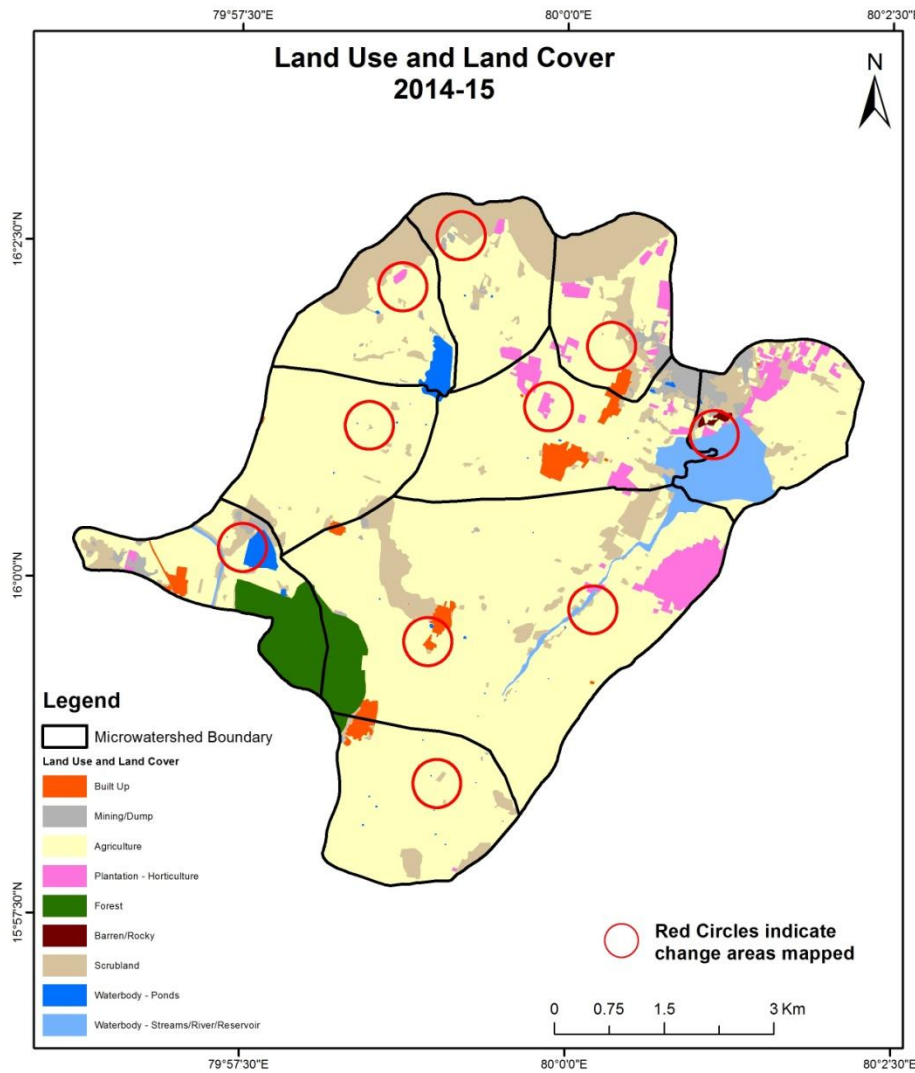 79°57'30"E
80°0'0"E
80°2'30"E
Land Use and Land Cover
2014-15
N
16°2'30"N
16°0'0"N
15°57'30"N
Legend
Microwatershed Boundary
Land Use and Land Cover
Built Up
Mining/Dump
Agriculture
Plantation - Horticulture
Forest
Barren/Rocky
Scrubland
Waterbody - Ponds
Waterbody - Streams/River/Reservoir
Red Circles indicate
change areas mapped
0 0.75 1.5 3 Km
79°57'30"E
80°0'0"E
80°2'30"E